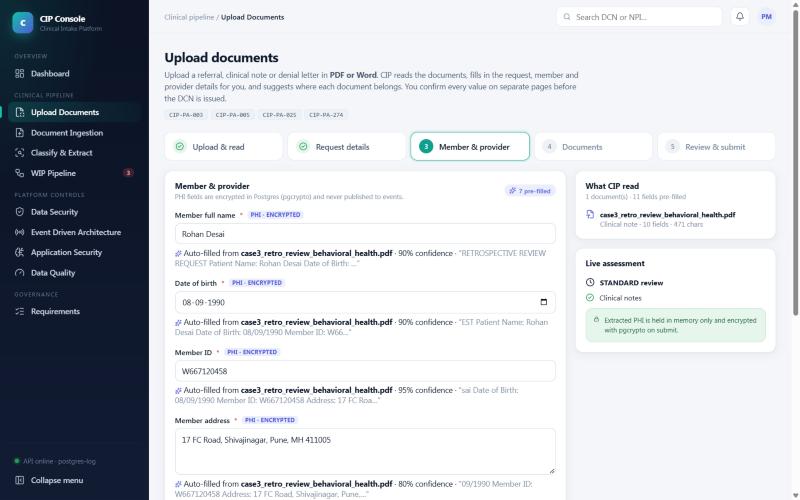 c
CIP Console
Clinical Intake Platform
OVERVIEW
Dashboard
CLINICAL PIPELINE
Upload Documents
Document Ingestion
Classify & Extract
WIP Pipeline 3
PLATFORM CONTROLS
Data Security
Event Driven Architecture
Application Security
Data Quality
GOVERNANCE
Requirements
API online · postgres-log
Collapse menu
Clinical pipeline / Upload Documents
Search DCN or NPI...
PM
Upload documents
Upload a referral, clinical note or denial letter in PDF or Word. CIP reads the documents, fills in the request, member and
provider details for you, and suggests where each document belongs. You confirm every value on separate pages before
the DCN is issued.
CIP-PA-003 CIP-PA-005 CIP-PA-025 CIP-PA-274
Upload & read
Request details
3 Member & provider
4 Documents
5 Review & submit
Member & provider
PHI fields are encrypted in Postgres (pgcrypto) and never published to events.
7 pre-filled
Member full name * PHI · ENCRYPTED
Rohan Desai
Auto-filled from case3_retro_review_behavioral_health.pdf · 90% confidence · "RETROSPECTIVE REVIEW
REQUEST Patient Name: Rohan Desai Date of Birth: ..."
Date of birth * PHI · ENCRYPTED
08-09-1990
Auto-filled from case3_retro_review_behavioral_health.pdf · 90% confidence · "EST Patient Name: Rohan
Desai Date of Birth: 08/09/1990 Member ID: W66..."
Member ID * PHI · ENCRYPTED
W667120458
Auto-filled from case3_retro_review_behavioral_health.pdf · 95% confidence · "sai Date of Birth:
08/09/1990 Member ID: W667120458 Address: 17 FC Roa..."
Member address * PHI · ENCRYPTED
17 FC Road, Shivajinagar, Pune, MH 411005
Auto-filled from case3_retro_review_behavioral_health.pdf · 80% confidence · "09/1990 Member ID:
W667120458 Address: 17 FC Road, Shivajinagar, Pune,..."
What CIP read
1 document(s) · 11 fields pre-filled
case3_retro_review_behavioral_health.pdf
Clinical note · 10 fields · 471 chars
Live assessment
STANDARD review
Clinical notes
Extracted PHI is held in memory only and encrypted
with pgcrypto on submit.